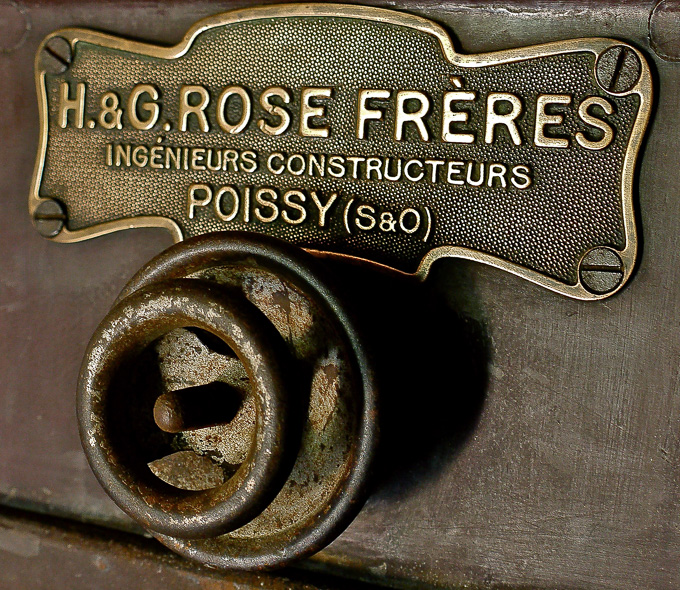 H.&G.ROSE FRÈRES
INGÉNIEURS CONSTRUCTEURS
POISSY (S&O)